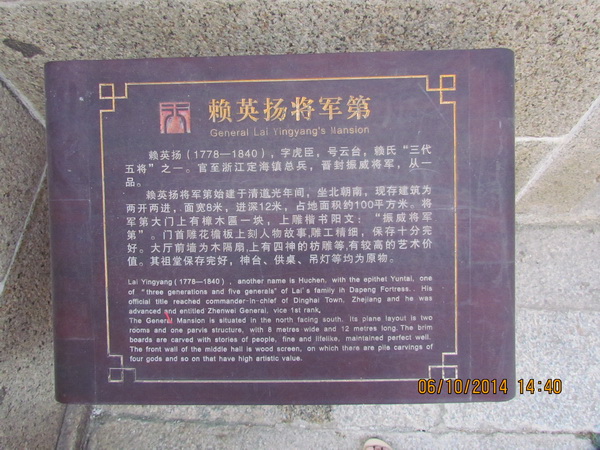 赖英扬将军第
General Lai Yingyang's Mansion
赖英扬（1778—1840），字虎臣，号云台，赖氏“三代
五将”之一。官至浙江定海镇总兵，晋封振威将军，从一
品。
赖英扬将军第始建于清道光年间，坐北朝南，现存建筑为
两开两进，面宽8米，进深12米，占地面积约100平方米。将
军第大门上有樟木匾一块，上雕楷书阳文：“振威将军
第”。门首雕花檐板上刻人物故事,雕工精细，保存十分完
好。大厅前墙为木隔扇,上有四神的枋雕等,有较高的艺术价
值。其祖堂保存完好，神台、供桌、吊灯等均为原物。
Lai Yingyang(1778—1840), another name is Huchen, with the epithet Yuntai, one
of “three generations and five generals” of Lai's family in Dapeng Fortress. His
official title reached commander-in-chief of Dinghai Town, Zhejiang and he was
advanced and entitled Zhenwei General, vice 1st rank,
The General Mansion is situated in the north facing south. Its plane layout is two
rooms and one parvis structure, with 8 metres wide and 12 metres long. The brim
boards are carved with stories of people, fine and lifelike, maintained perfect well.
The front wall of the middle hall is wood screen, on which there are pile carvings of
four gods and so on that have high artistic value.
06/10/2014 14:40